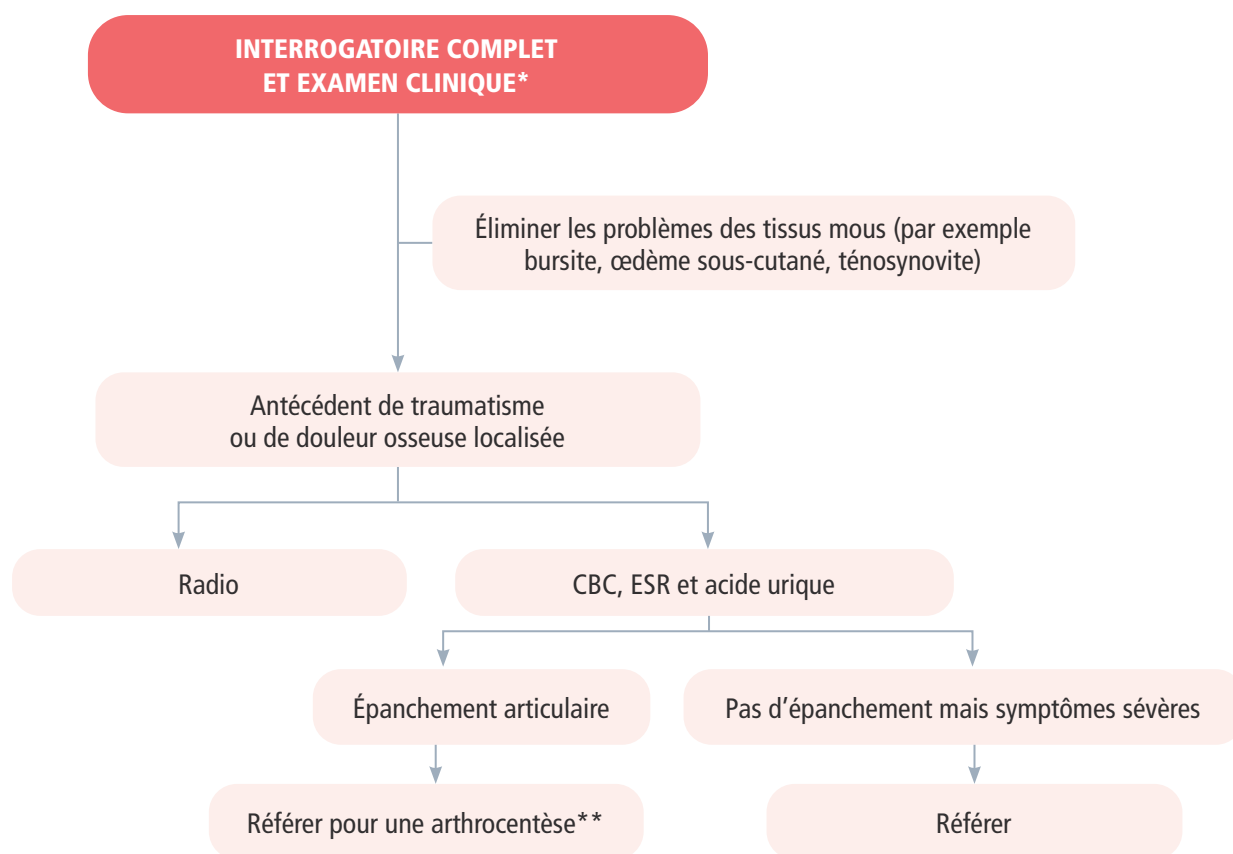 INTERROGATOIRE COMPLET
ET EXAMEN CLINIQUE*
Éliminer les problèmes des tissus mous (par exemple
bursite, œdème sous-cutané, ténosynovite)
Antécédent de traumatisme
ou de douleur osseuse localisée
Radio
CBC, ESR et acide urique
Épanchement articulaire
Pas d’épanchement mais symptômes sévères
Référer pour une arthrocentèse**
Référer